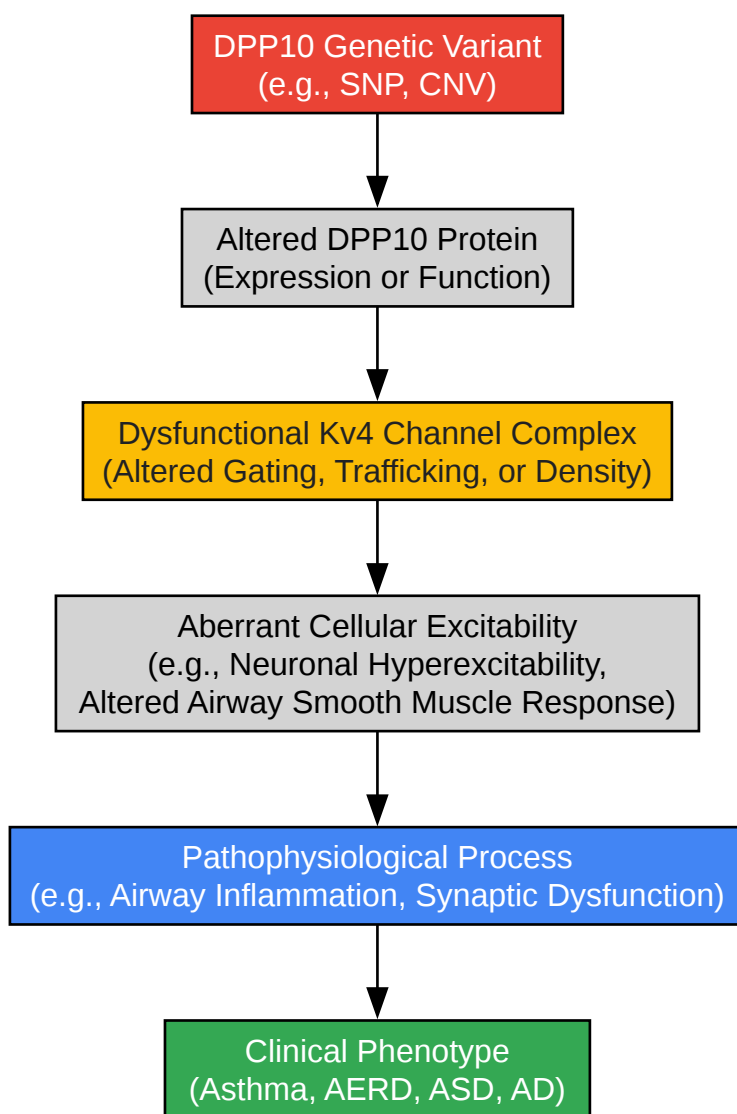 DPP10 Genetic Variant
(e.g., SNP, CNV)
Altered DPP10 Protein
(Expression or Function)
Dysfunctional Kv4 Channel Complex
(Altered Gating, Trafficking, or Density)
Aberrant Cellular Excitability
(e.g., Neuronal Hyperexcitability,
Altered Airway Smooth Muscle Response)
Pathophysiological Process
(e.g., Airway Inflammation, Synaptic Dysfunction)
Clinical Phenotype
(Asthma, AERD, ASD, AD)